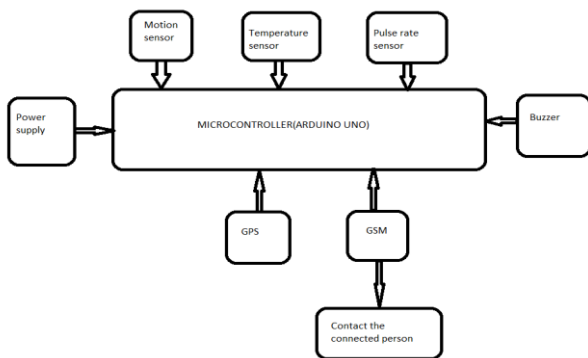 Motion
sensor
Temperature
sensor
Pulse rate
sensor
Power
supply
MICROCONTROLLER(ARDUINO UNO)
Buzzer
GPS
GSM
Contact the
connected person